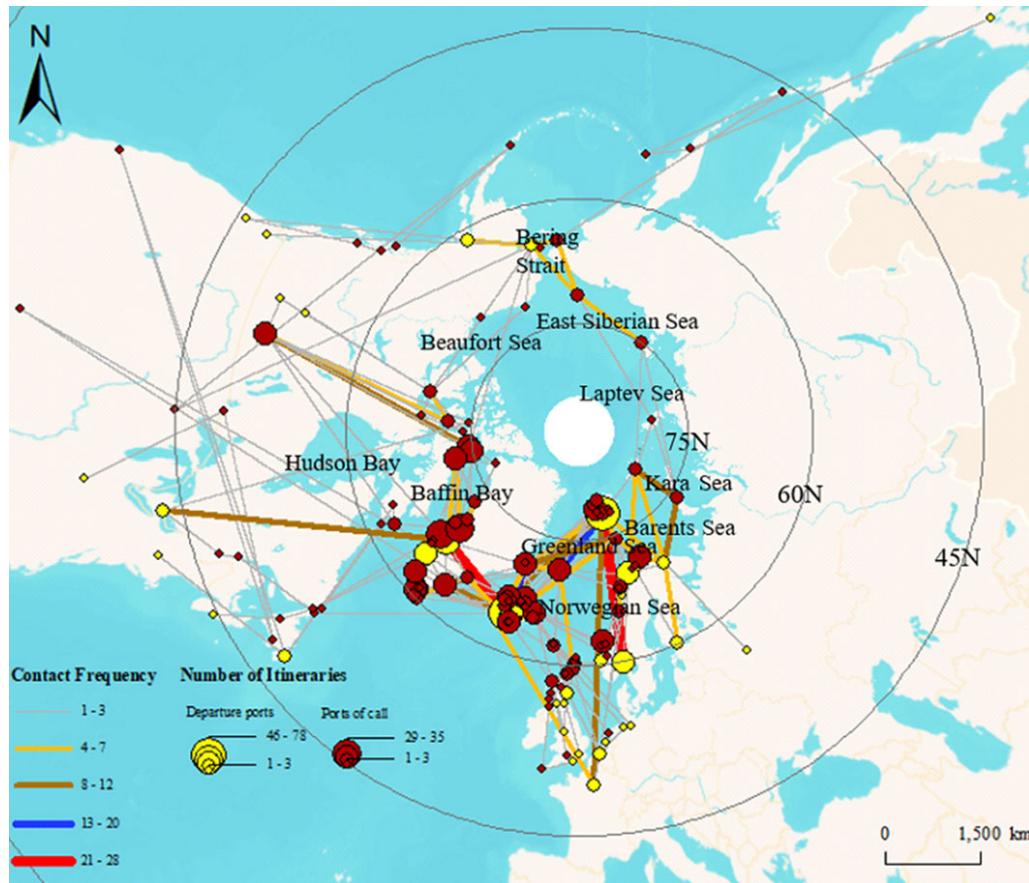 N
Bering
Strait
East Siberian Sea
Beaufort Sea
Laptev Sea
75N
Hudson Bay
Kara Sea
60N
Baffin Bay
Barents Sea
Greenland Sea
45N
Norwegian Sea
Contact Frequency
1 - 3
4 - 7
8 - 12
13 - 20
21 - 28
Number of Itineraries
Departure ports
46 - 78
1 - 3
Ports of call
29 - 35
1 - 3
0 1,500 km